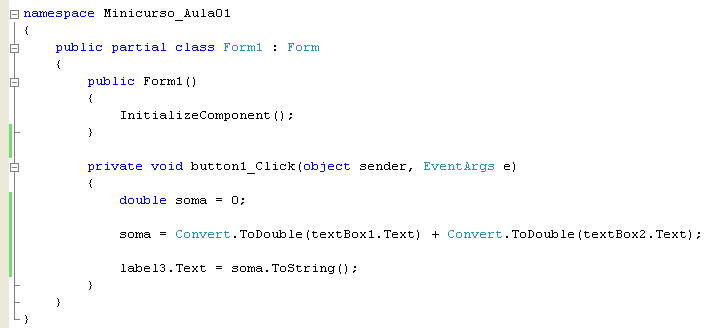 namespace Minicurso_Aula01
{
    public partial class Form1 : Form
    {
        public Form1()
        {
            InitializeComponent();
        }

        private void button1_Click(object sender, EventArgs e)
        {
            double soma = 0;

            soma = Convert.ToDouble(textBox1.Text) + Convert.ToDouble(textBox2.Text);

            label3.Text = soma.ToString();
        }
    }
}